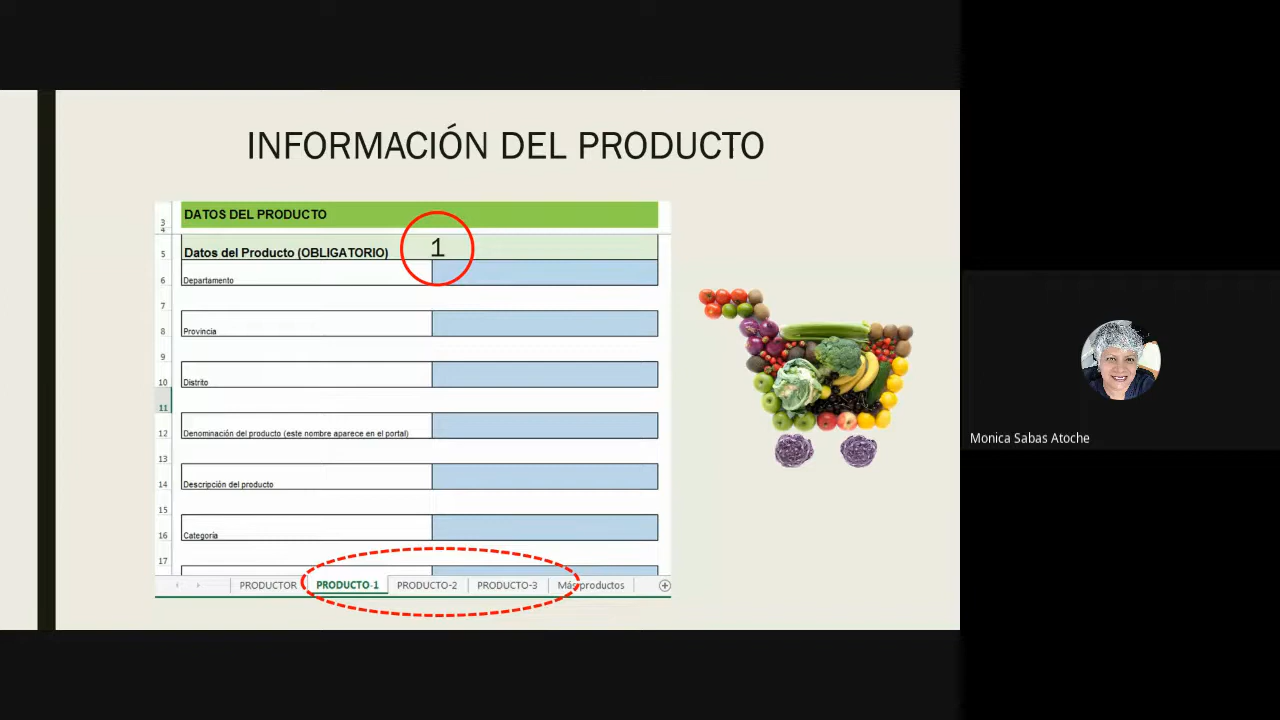 INFORMACIÓN DEL PRODUCTO
3 DATOS DEL PRODUCTO
4
5 Datos del Producto (OBLIGATORIO) 1
6 Departamento
7
8 Provincia
9
10 Distrito
11
12 Denominación del producto (este nombre aparece en el portal)
13
14 Descripción del producto
15
16 Categoría
17
PRODUCTOR PRODUCTO-1 PRODUCTO-2 PRODUCTO-3 Más productos
Monica Sabas Atoche